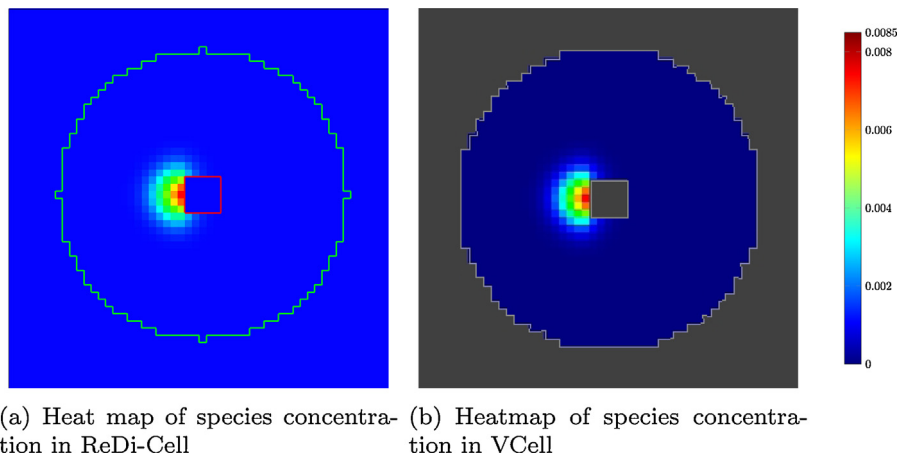 0.0085
0.008
0.006
0.004
0.002
0
(a) Heat map of species concentra-
tion in ReDi-Cell
(b) Heatmap of species concentra-
tion in VCell